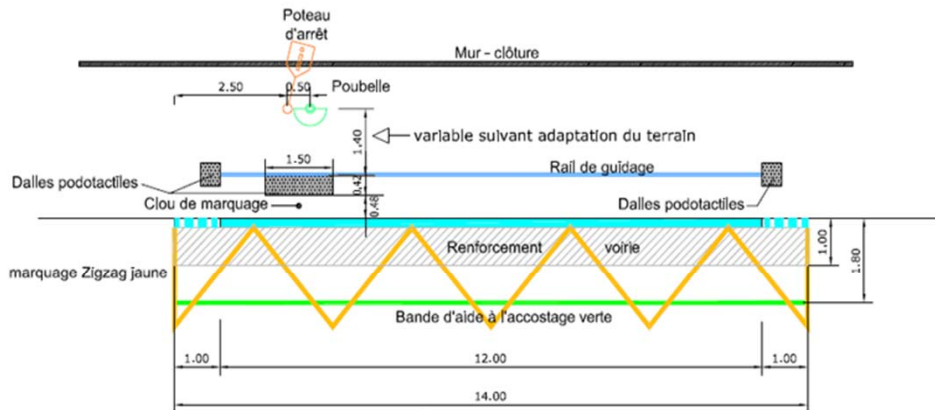 Poteau
d'arrêt
Mur - clôture
2.50
0.50
Poubelle
1.40
variable suivant adaptation du terrain
1.50
Rail de guidage
Dalles podotactiles
0.42
Clou de marquage
0.48
Dalles podotactiles
Renforcement voirie
1.00
1.80
marquage Zigzag jaune
Bande d'aide à l'accostage verte
1.00
12.00
1.00
14.00